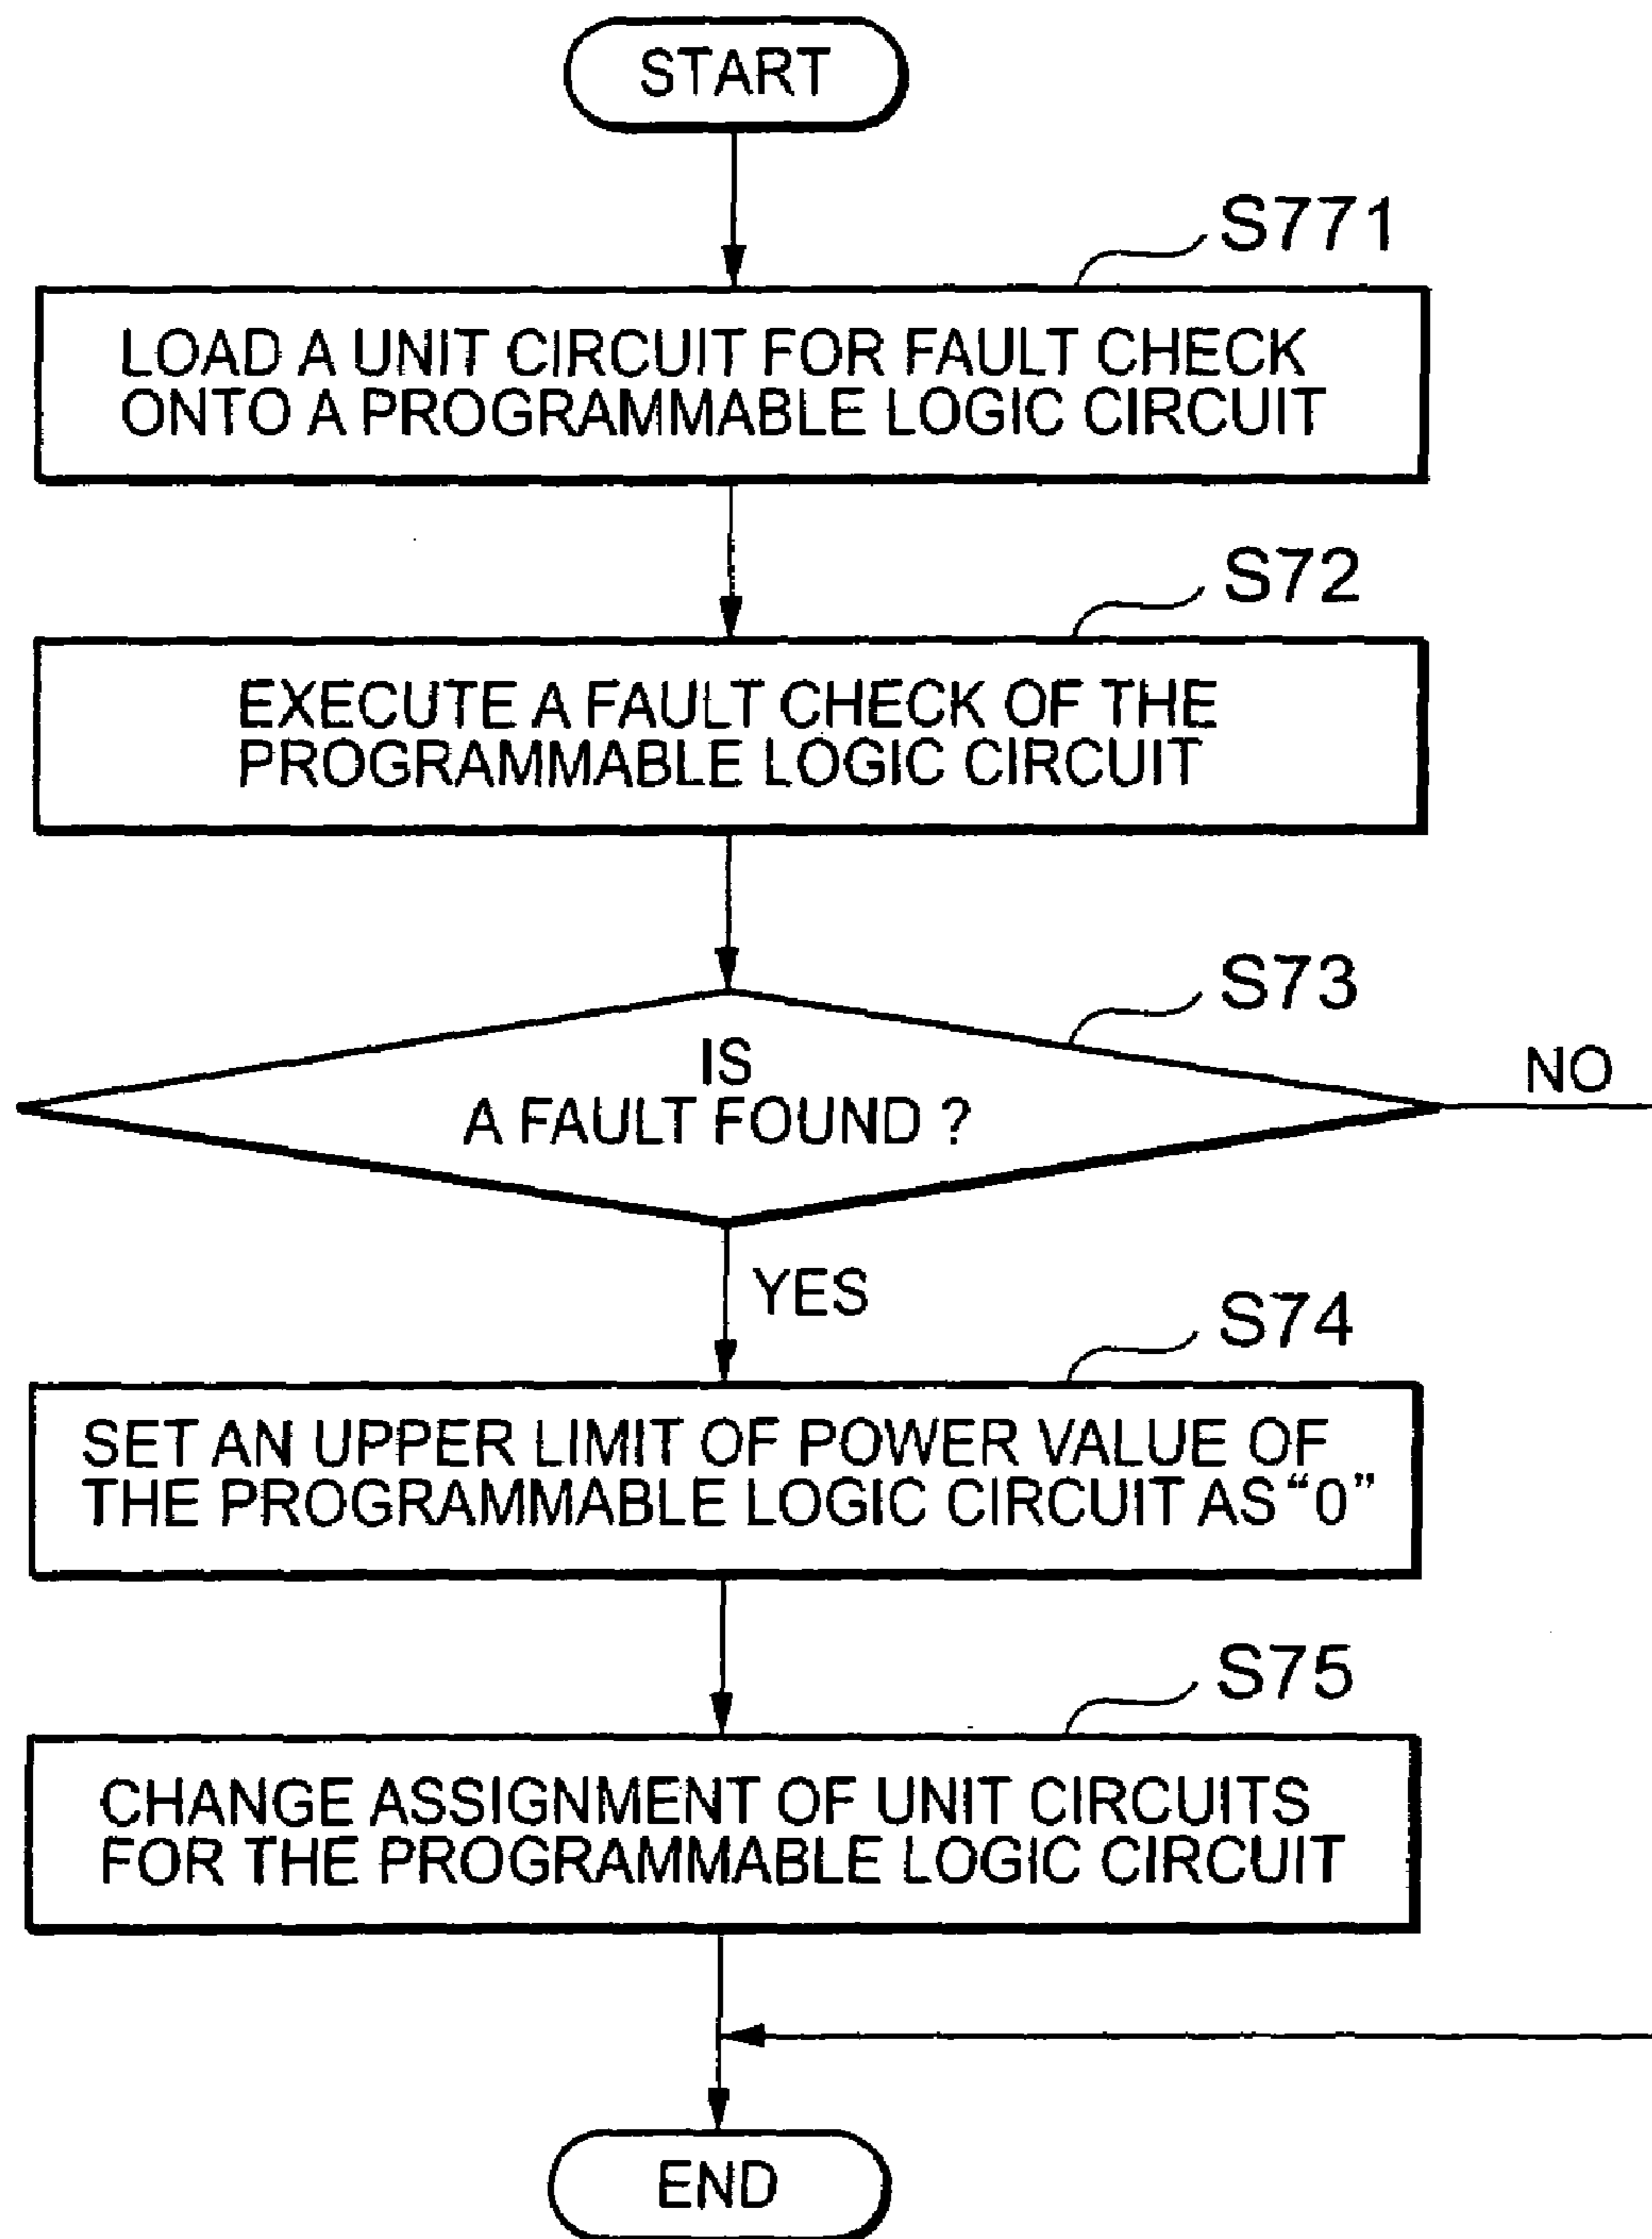 START
S771
LOAD A UNIT CIRCUIT FOR FAULT CHECK
ONTO A PROGRAMMABLE LOGIC CIRCUIT
S72
EXECUTE A FAULT CHECK OF THE
PROGRAMMABLE LOGIC CIRCUIT
S73
IS
A FAULT FOUND ?
NO
YES
S74
SET AN UPPER LIMIT OF POWER VALUE OF
THE PROGRAMMABLE LOGIC CIRCUIT AS “0”
S75
CHANGE ASSIGNMENT OF UNIT CIRCUITS
FOR THE PROGRAMMABLE LOGIC CIRCUIT
END